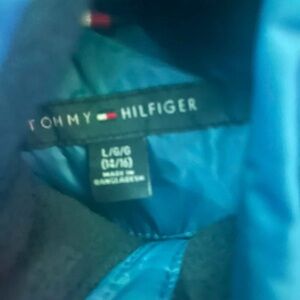 TOMMY HILFIGER
L/G/G
(14/16)
MADE IN
BANGLADESH